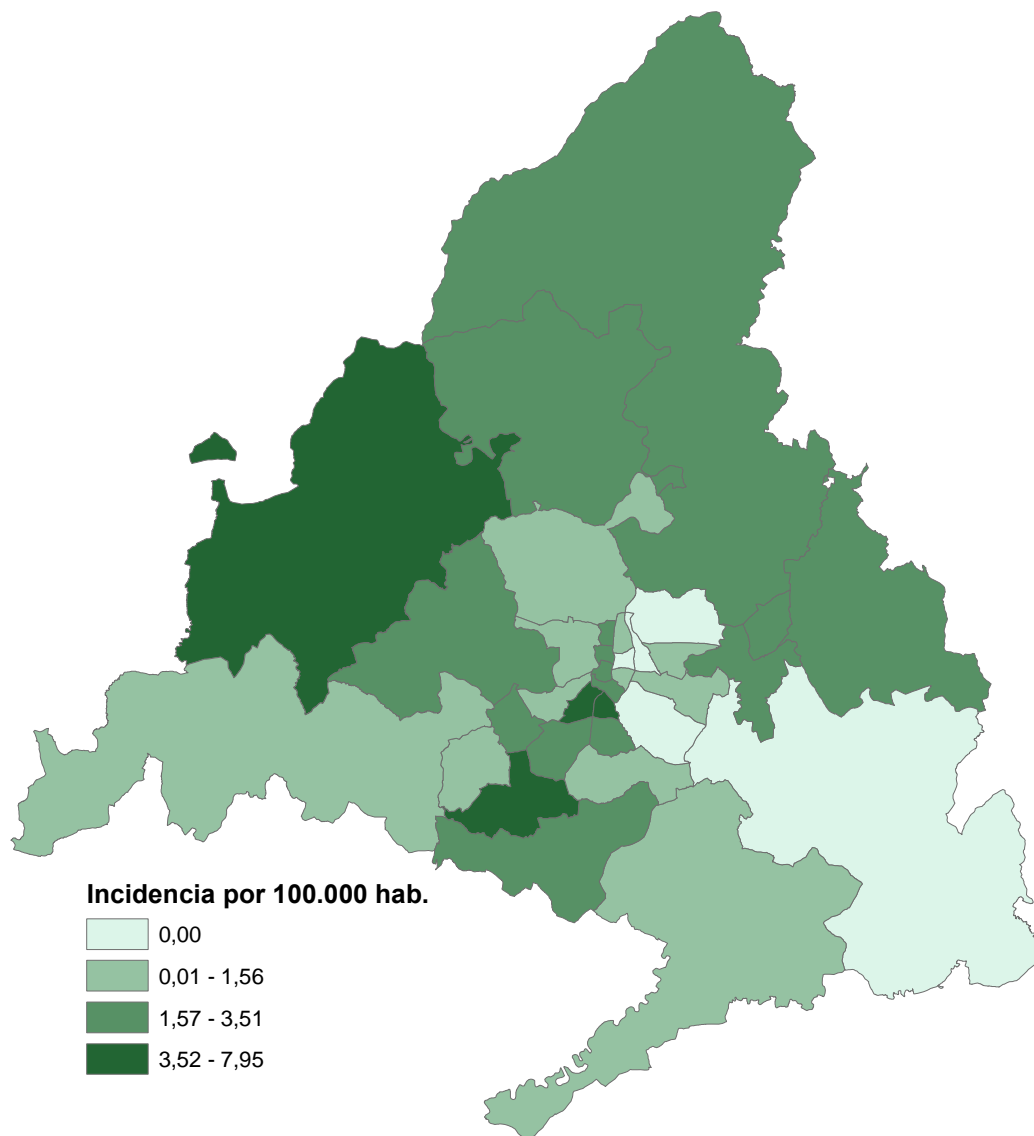 Incidencia por 100.000 hab.
0,00
0,01 - 1,56
1,57 - 3,51
3,52 - 7,95